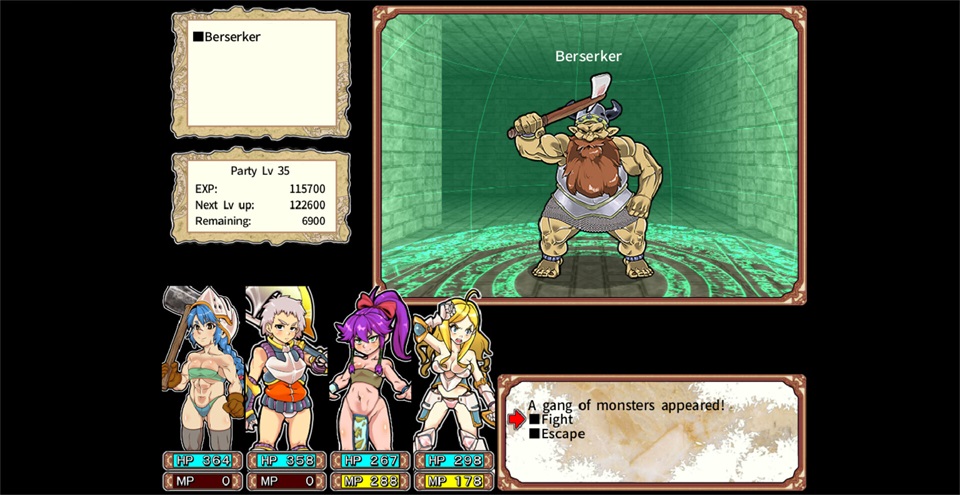 ■Berserker
Party Lv 35
EXP: 115700
Next Lv up: 122600
Remaining: 6900
Berserker
A gang of monsters appeared!
■Fight
■Escape
HP 364
HP 358
HP 267
HP 298
MP 0
MP 0
MP 288
MP 178